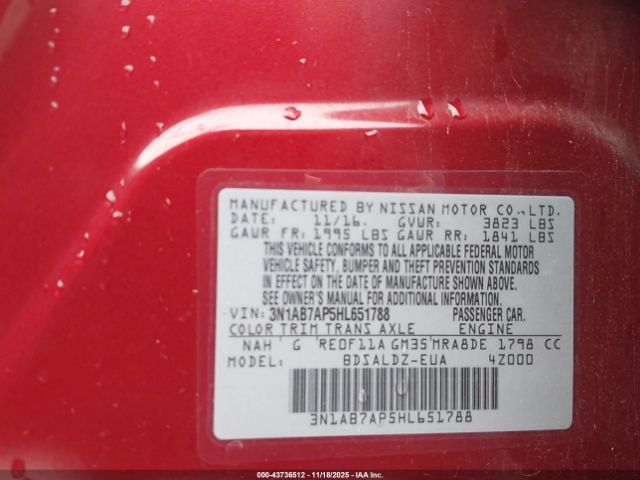 MANUFACTURED BY NISSAN MOTOR CO., LTD.
DATE: 11/16. GVWR: 3823 LBS
GAWR FR: 1995 LBS GAWR RR: 1841 LBS
THIS VEHICLE CONFORMS TO ALL APPLICABLE FEDERAL MOTOR
VEHICLE SAFETY, BUMPER AND THEFT PREVENTION STANDARDS
IN EFFECT ON THE DATE OF MANUFACTURE SHOWN ABOVE.
SEE OWNER'S MANUAL FOR ADDITIONAL INFORMATION
VIN: 3N1AB7AP5HL651788 PASSENGER CAR.
COLOR TRIM TRANS AXLE ENGINE
NAH G RE0F11A GM35 MRA8DE 1798 CC
MODEL BDSALDZ-EUA 4Z000
3N1AB7AP5HL651788
000-43736512 - 11/18/2025 - IAA Inc.